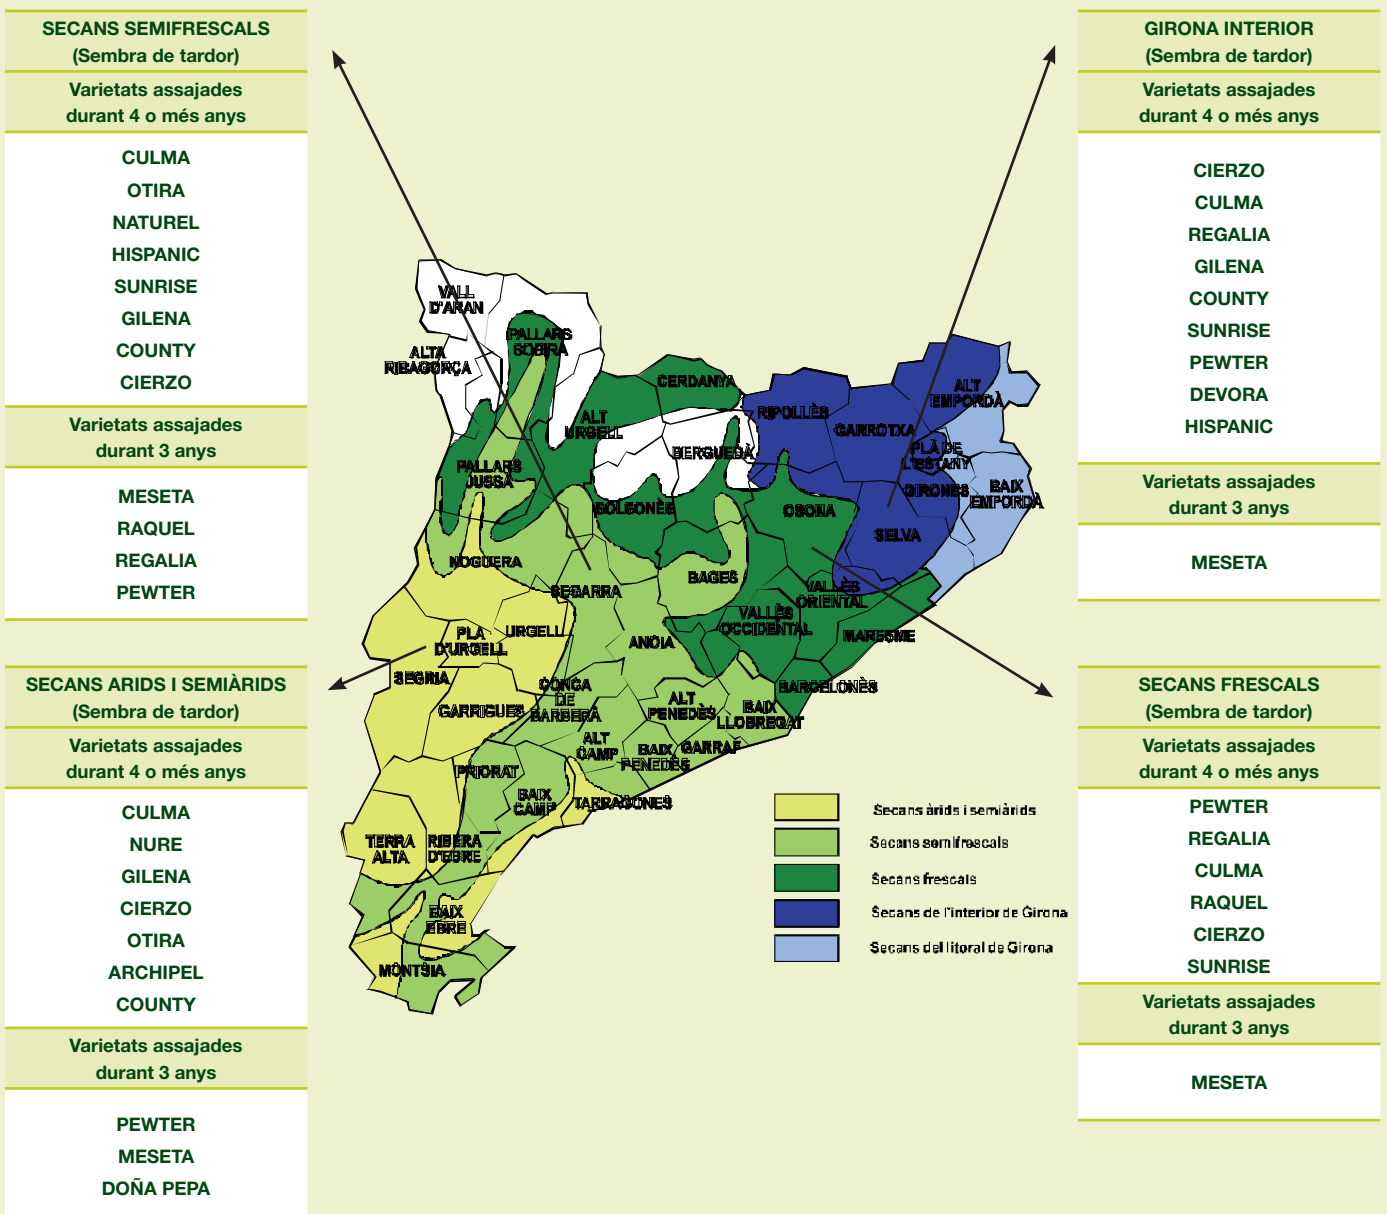 SECANS SEMIFRESCALS
(Sembra de tardor)
Varietats assajades
durant 4 o més anys
CULMA
OTIRA
NATUREL
HISPANIC
SUNRISE
GILENA
COUNTY
CIERZO
Varietats assajades
durant 3 anys
MESETA
RAQUEL
REGALIA
PEWTER
SECANS ARIDS I SEMIÀRIDS
(Sembra de tardor)
Varietats assajades
durant 4 o més anys
CULMA
NURE
GILENA
CIERZO
OTIRA
ARCHIPEL
COUNTY
Varietats assajades
durant 3 anys
PEWTER
MESETA
DOÑA PEPA
VALL
D'ARAN
ALTA
RIBAGORÇA
PALLARS
SOBIRA
CERDANYA
ALT
URGELL
RIPOLLÈS
GARROTXA
ALT
EMPORDÀ
PLÀ DE
L'ESTANY
BERGUEDÀ
PALLARS
JUSSÀ
GIRONES
BAIX
EMPORDÀ
SOLSONÈS
OSONA
SELVA
NOGUERA
SEGARRA
BAGES
VALLÈS
ORIENTAL
VALLÈS
OCCIDENTAL
MARESME
PLÀ
D'URGELL
URGELL
ANOIA
SEGRIA
GARRIGUES
CONCA
DE
BARBERÀ
ALT
PENEDÈS
BAIX
LLOBREGAT
BARCELONÈS
ALT
CAMP
BAIX
PENEDÈS
GARRAF
PRIORAT
BAIX
CAMP
TARRAGONES
TERRA
ALTA
RIBERA
D'EBRE
BAIX
EBRE
MONTSIA
Secans àrids i semiàrids
Secans semifrescals
Secans frescals
Secans de l'interior de Girona
Secans del litoral de Girona
GIRONA INTERIOR
(Sembra de tardor)
Varietats assajades
durant 4 o més anys
CIERZO
CULMA
REGALIA
GILENA
COUNTY
SUNRISE
PEWTER
DEVORA
HISPANIC
Varietats assajades
durant 3 anys
MESETA
SECANS FRESCALS
(Sembra de tardor)
Varietats assajades
durant 4 o més anys
PEWTER
REGALIA
CULMA
RAQUEL
CIERZO
SUNRISE
Varietats assajades
durant 3 anys
MESETA